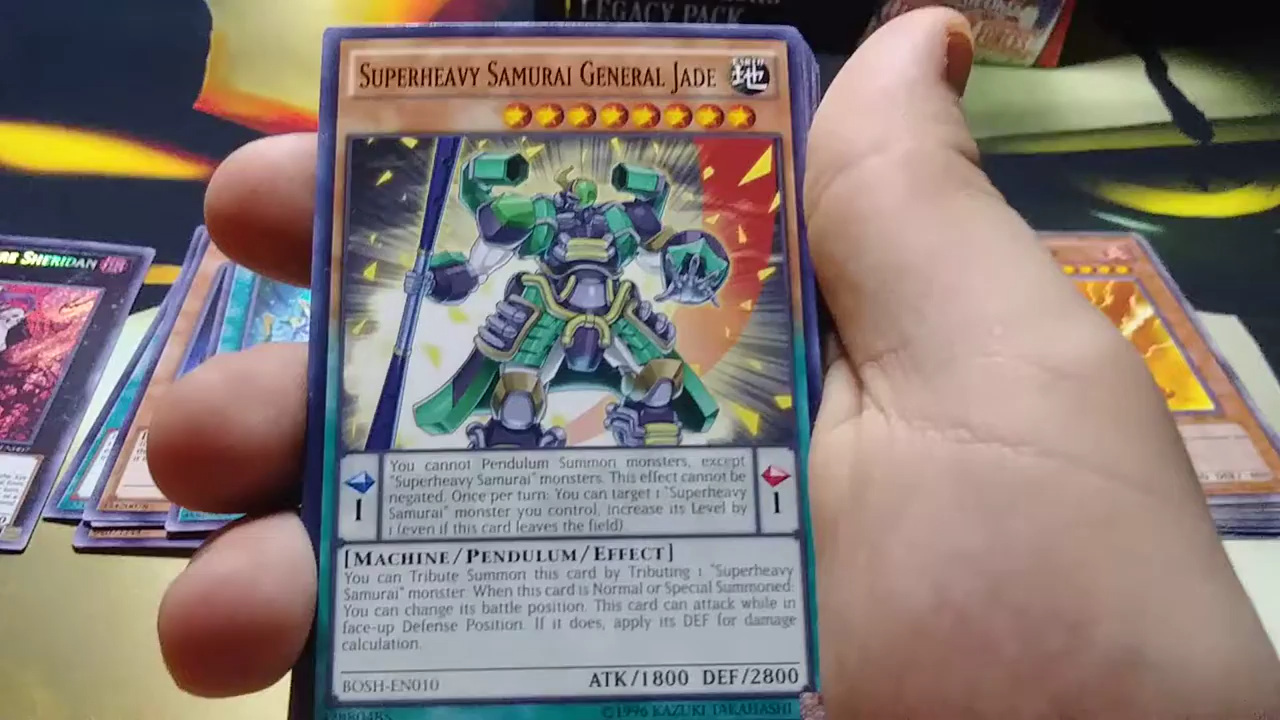 LEGACY PACK
SUPERHEAVY SAMURAI GENERAL JADE
EARTH
地
SHERIDAN
You cannot Pendulum Summon monsters, except
"Superheavy Samurai" monsters. This effect cannot be
negated. Once per turn: You can target 1 "Superheavy
Samurai" monster you control, increase its Level by
1 (even if this card leaves the field).
1
1
[MACHINE/PENDULUM/EFFECT]
You can Tribute Summon this card by Tributing 1 "Superheavy
Samurai" monster. When this card is Normal or Special Summoned:
You can change its battle position. This card can attack while in
face-up Defense Position. If it does, apply its DEF for damage
calculation.
ATK/1800 DEF/2800
BOSH-EN010
©1996 KAZUKI TAKAHASHI